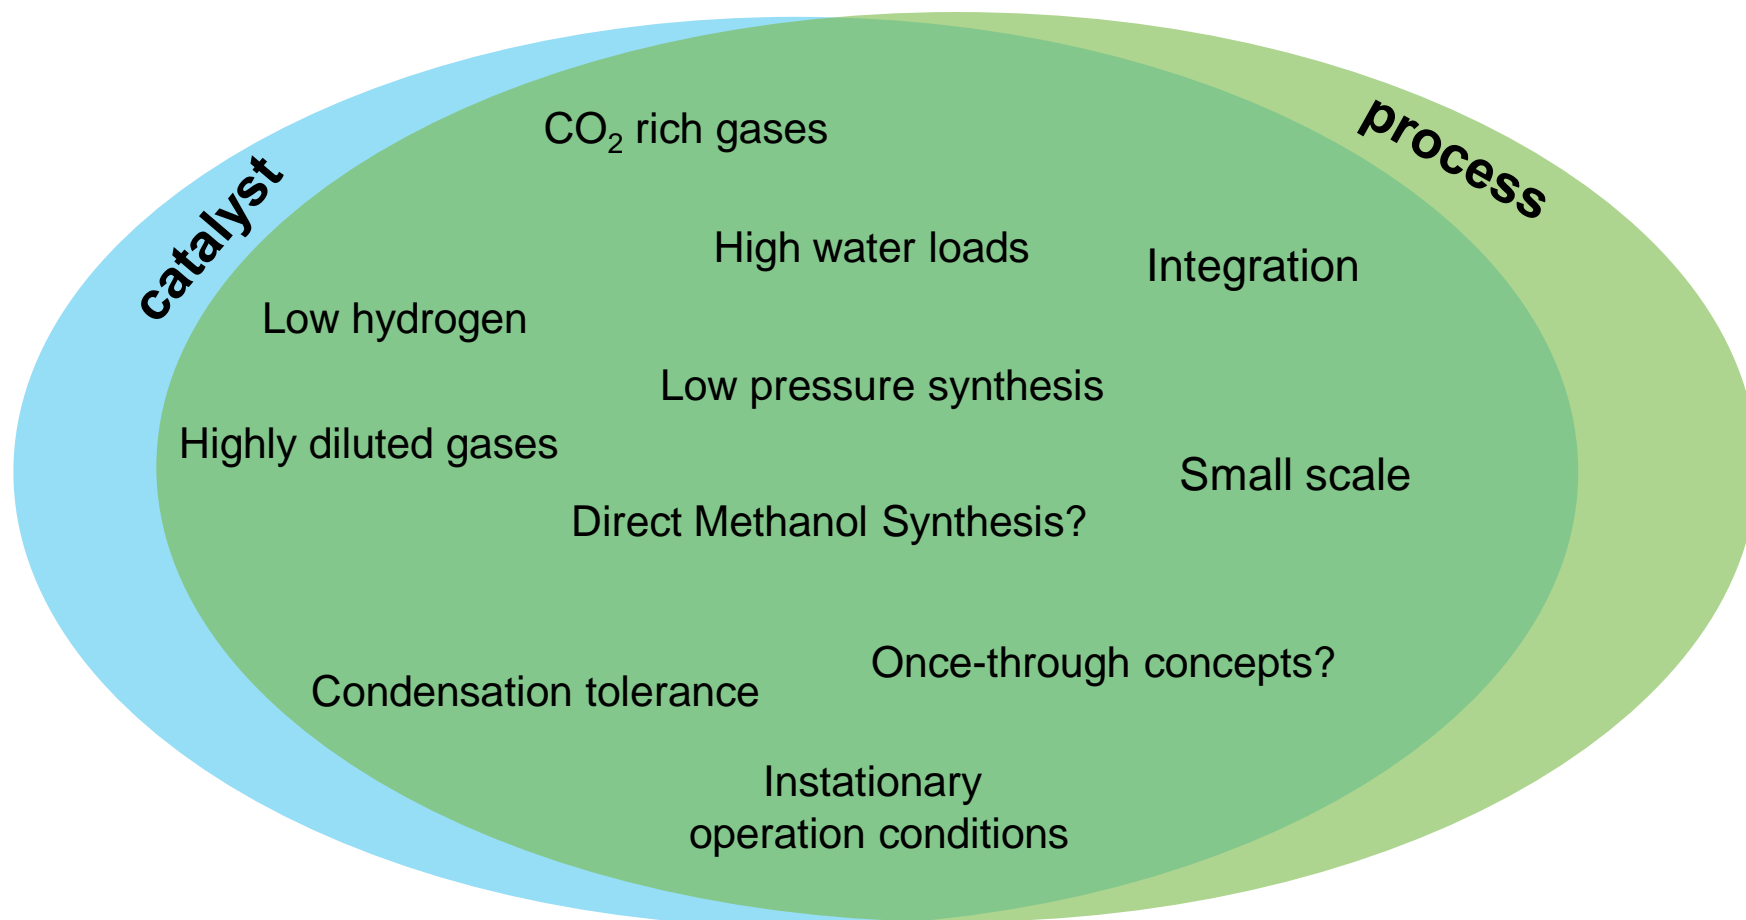 CO₂ rich gases
process
catalyst
High water loads
Integration
Low hydrogen
Low pressure synthesis
Highly diluted gases
Small scale
Direct Methanol Synthesis?
Once-through concepts?
Condensation tolerance
Instationary
operation conditions